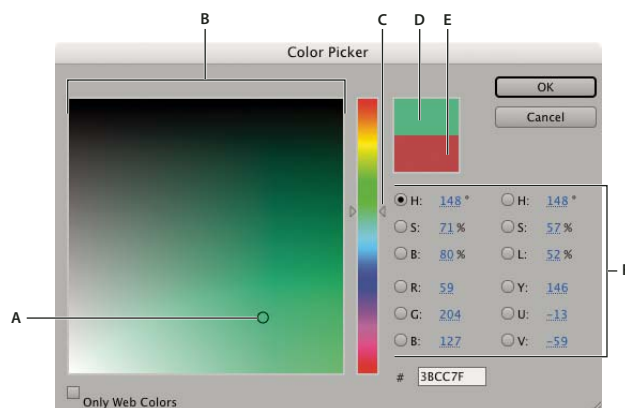 B C D E
Color Picker
OK
Cancel
H: 148 ° H: 148 °
S: 71 % S: 57 %
B: 80 % L: 52 %
R: 59 Y: 146
G: 204 U: -13
B: 127 V: -59
A
# 3BCC7F
Only Web Colors